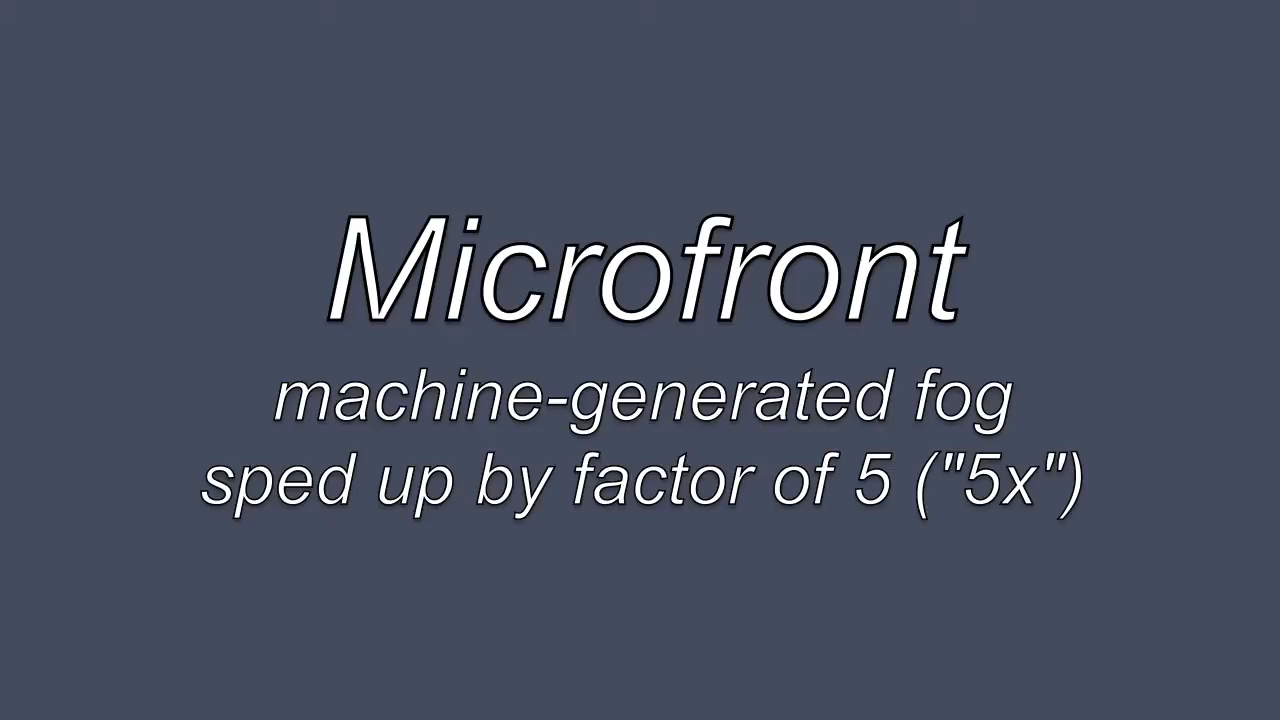 Microfront
machine-generated fog
sped up by factor of 5 ("5x")